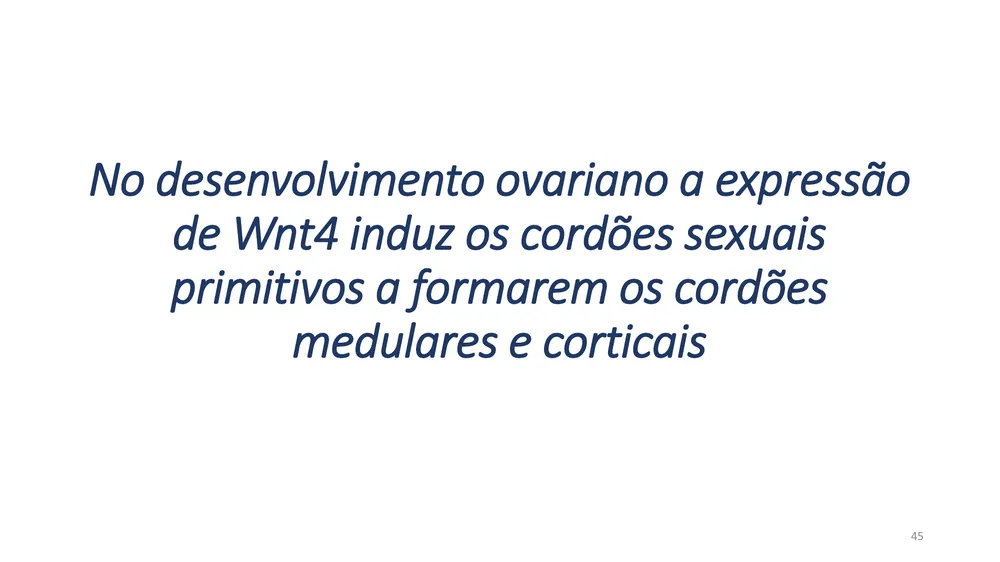 No desenvolvimento ovariano a expressão
de Wnt4 induz os cordões sexuais
primitivos a formarem os cordões
medulares e corticais
45